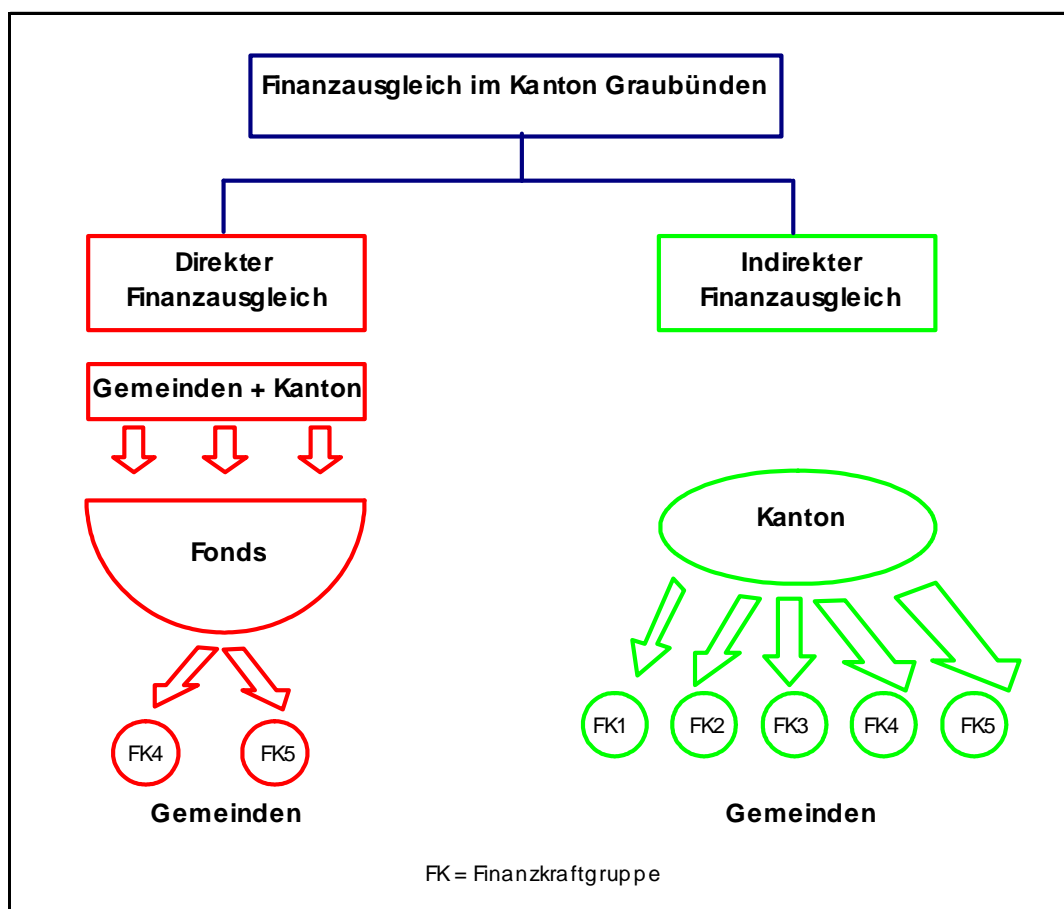 Finanzausgleich im Kanton Graubünden
Direkter
Finanzausgleich
Gemeinden + Kanton
Fonds
FK4
FK5
Gemeinden
Indirekter
Finanzausgleich
Kanton
FK1
FK2
FK3
FK4
FK5
Gemeinden
FK = Finanzkraftgruppe